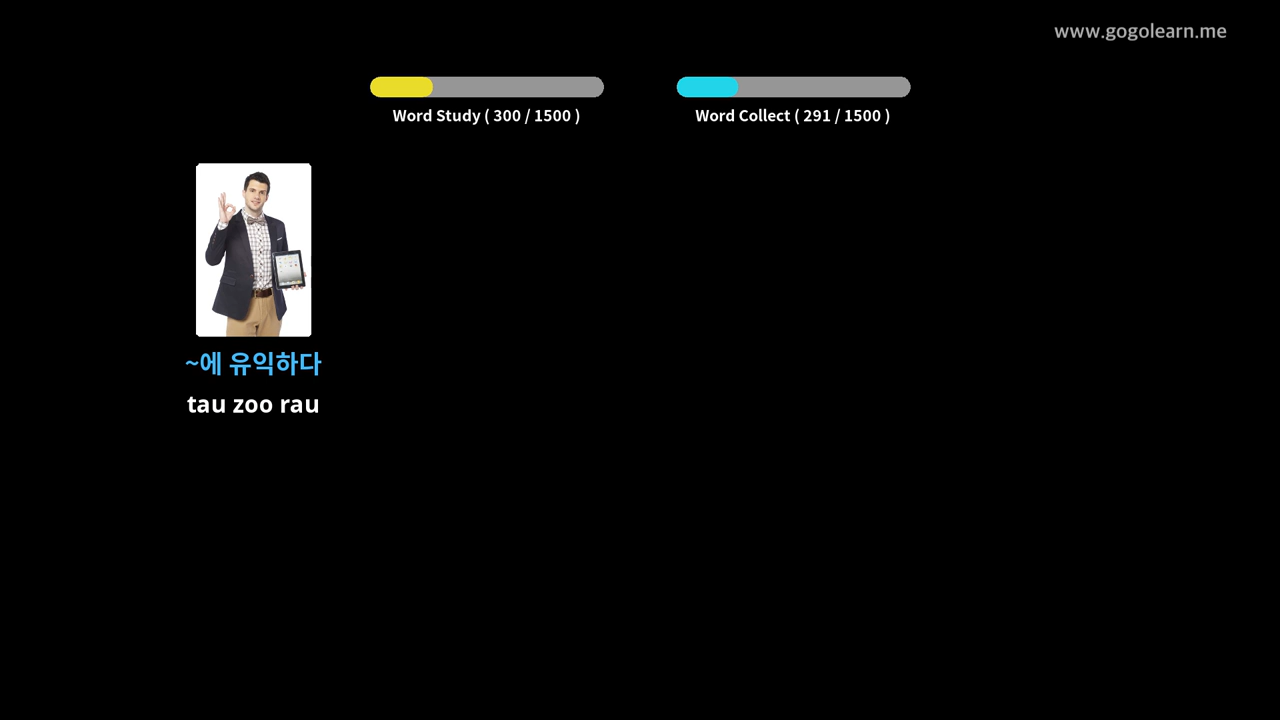 www.gogolearn.me
Word Study ( 300 / 1500 )
Word Collect ( 291 / 1500 )
~에 유익하다
tau zoo rau